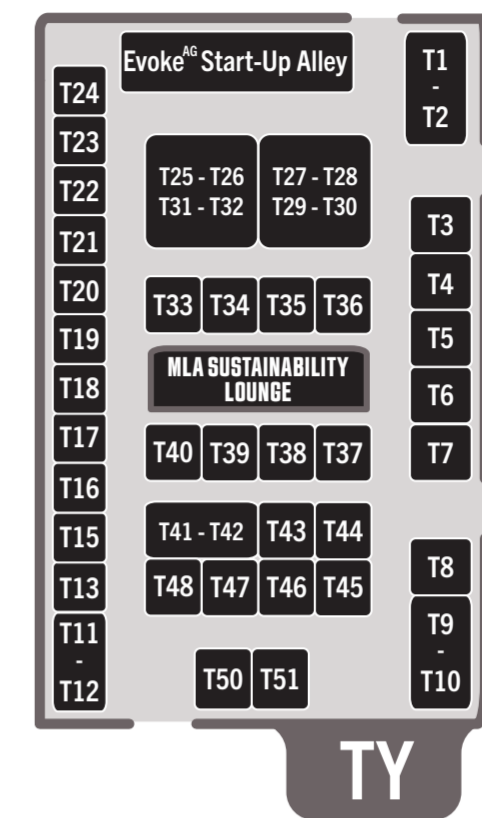 Evoke^AG Start-Up Alley
T1
-
T2
T24
T23
T22
T21
T20
T19
T18
T17
T16
T15
T13
T11
-
T12
T25 - T26
T31 - T32
T27 - T28
T29 - T30
T33 T34 T35 T36
MLA SUSTAINABILITY
LOUNGE
T40 T39 T38 T37
T41 - T42 T43 T44
T48 T47 T46 T45
T50 T51
T3
T4
T5
T6
T7
T8
T9
-
T10
TY